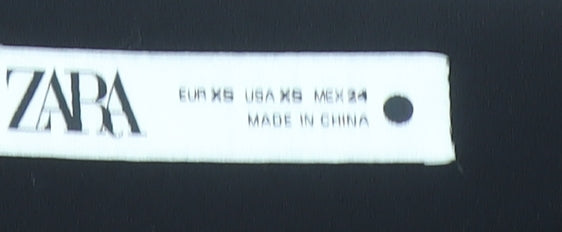 ZARA
EUR XS USA XS MEX 24
MADE IN CHINA